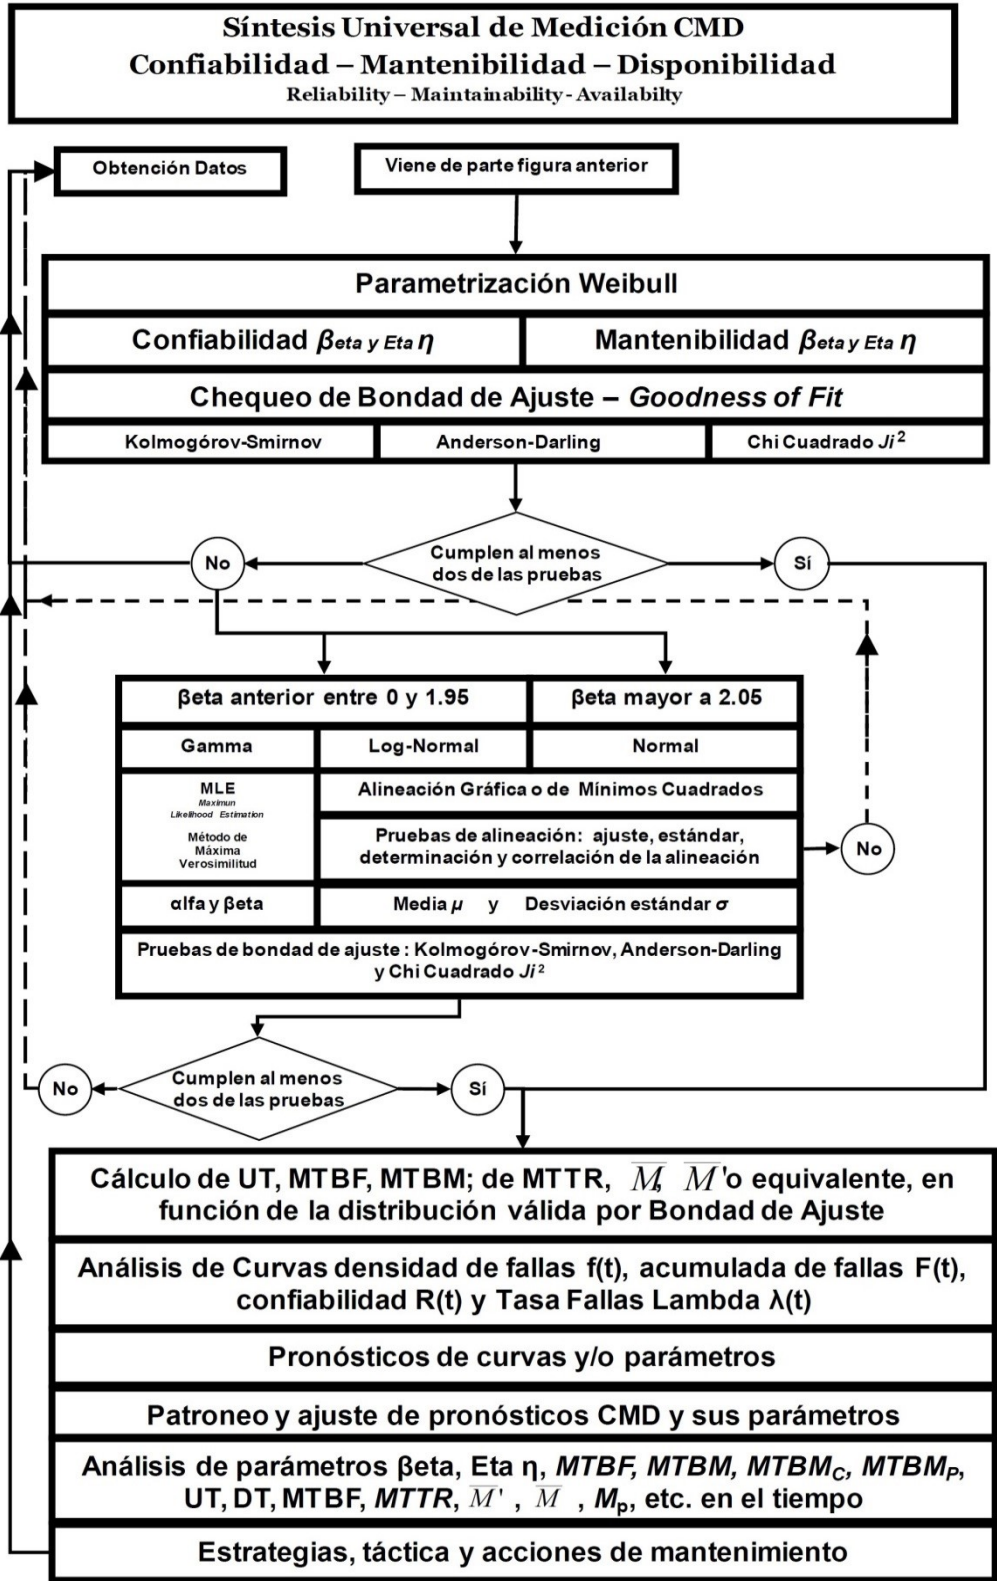 Síntesis Universal de Medición CMD
Confiabilidad – Mantenibilidad – Disponibilidad
Reliability – Maintainability - Availabilty
Obtención Datos
Viene de parte figura anterior
Parametrización Weibull
Confiabilidad βeta y Eta η
Mantenibilidad βeta y Eta η
Chequeo de Bondad de Ajuste – Goodness of Fit
Kolmogórov-Smirnov
Anderson-Darling
Chi Cuadrado Ji²
Cumplen al menos
dos de las pruebas
No
Sí
βeta anterior entre 0 y 1.95
βeta mayor a 2.05
Gamma
Log-Normal
Normal
MLE
Maximun
Likelihood Estimation
Método de
Máxima
Verosimilitud
Alineación Gráfica o de Mínimos Cuadrados
Pruebas de alineación: ajuste, estándar,
determinación y correlación de la alineación
No
αlfa y βeta
Media μ y Desviación estándar σ
Pruebas de bondad de ajuste : Kolmogórov-Smirnov, Anderson-Darling
y Chi Cuadrado Ji²
No
Cumplen al menos
dos de las pruebas
Sí
Cálculo de UT, MTBF, MTBM; de MTTR, M̅, M̅'o equivalente, en
función de la distribución válida por Bondad de Ajuste
Análisis de Curvas densidad de fallas f(t), acumulada de fallas F(t),
confiabilidad R(t) y Tasa Fallas Lambda λ(t)
Pronósticos de curvas y/o parámetros
Patroneo y ajuste de pronósticos CMD y sus parámetros
Análisis de parámetros βeta, Eta η, MTBF, MTBM, MTBM_C, MTBM_P,
UT, DT, MTBF, MTTR, M̅' , M̅ , M_p, etc. en el tiempo
Estrategias, táctica y acciones de mantenimiento